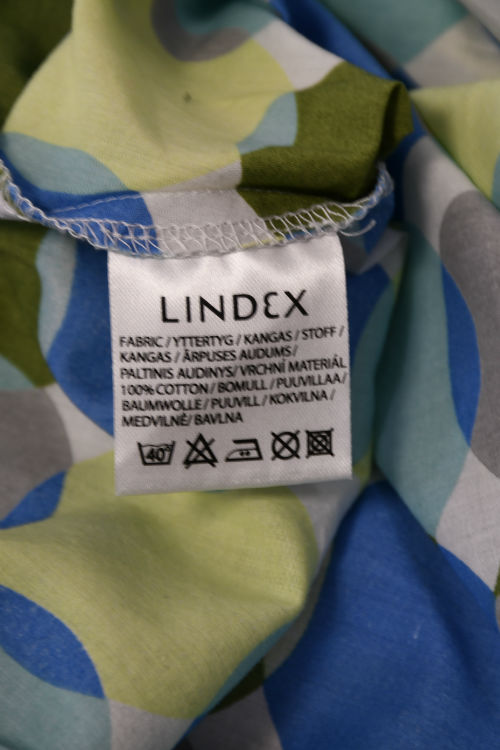 LINDEX
FABRIC / YTTERTYG / KANGAS / STOFF /
KANGAS / ĀRPUSES AUDUMS /
PALTINIS AUDINYS / VRCHNÍ MATERIÁL
100% COTTON / BOMULL / PUUVILLAA /
BAUMWOLLE / PUUVILL / KOKVILNA /
MEDVILNĖ / BAVLNA
40°